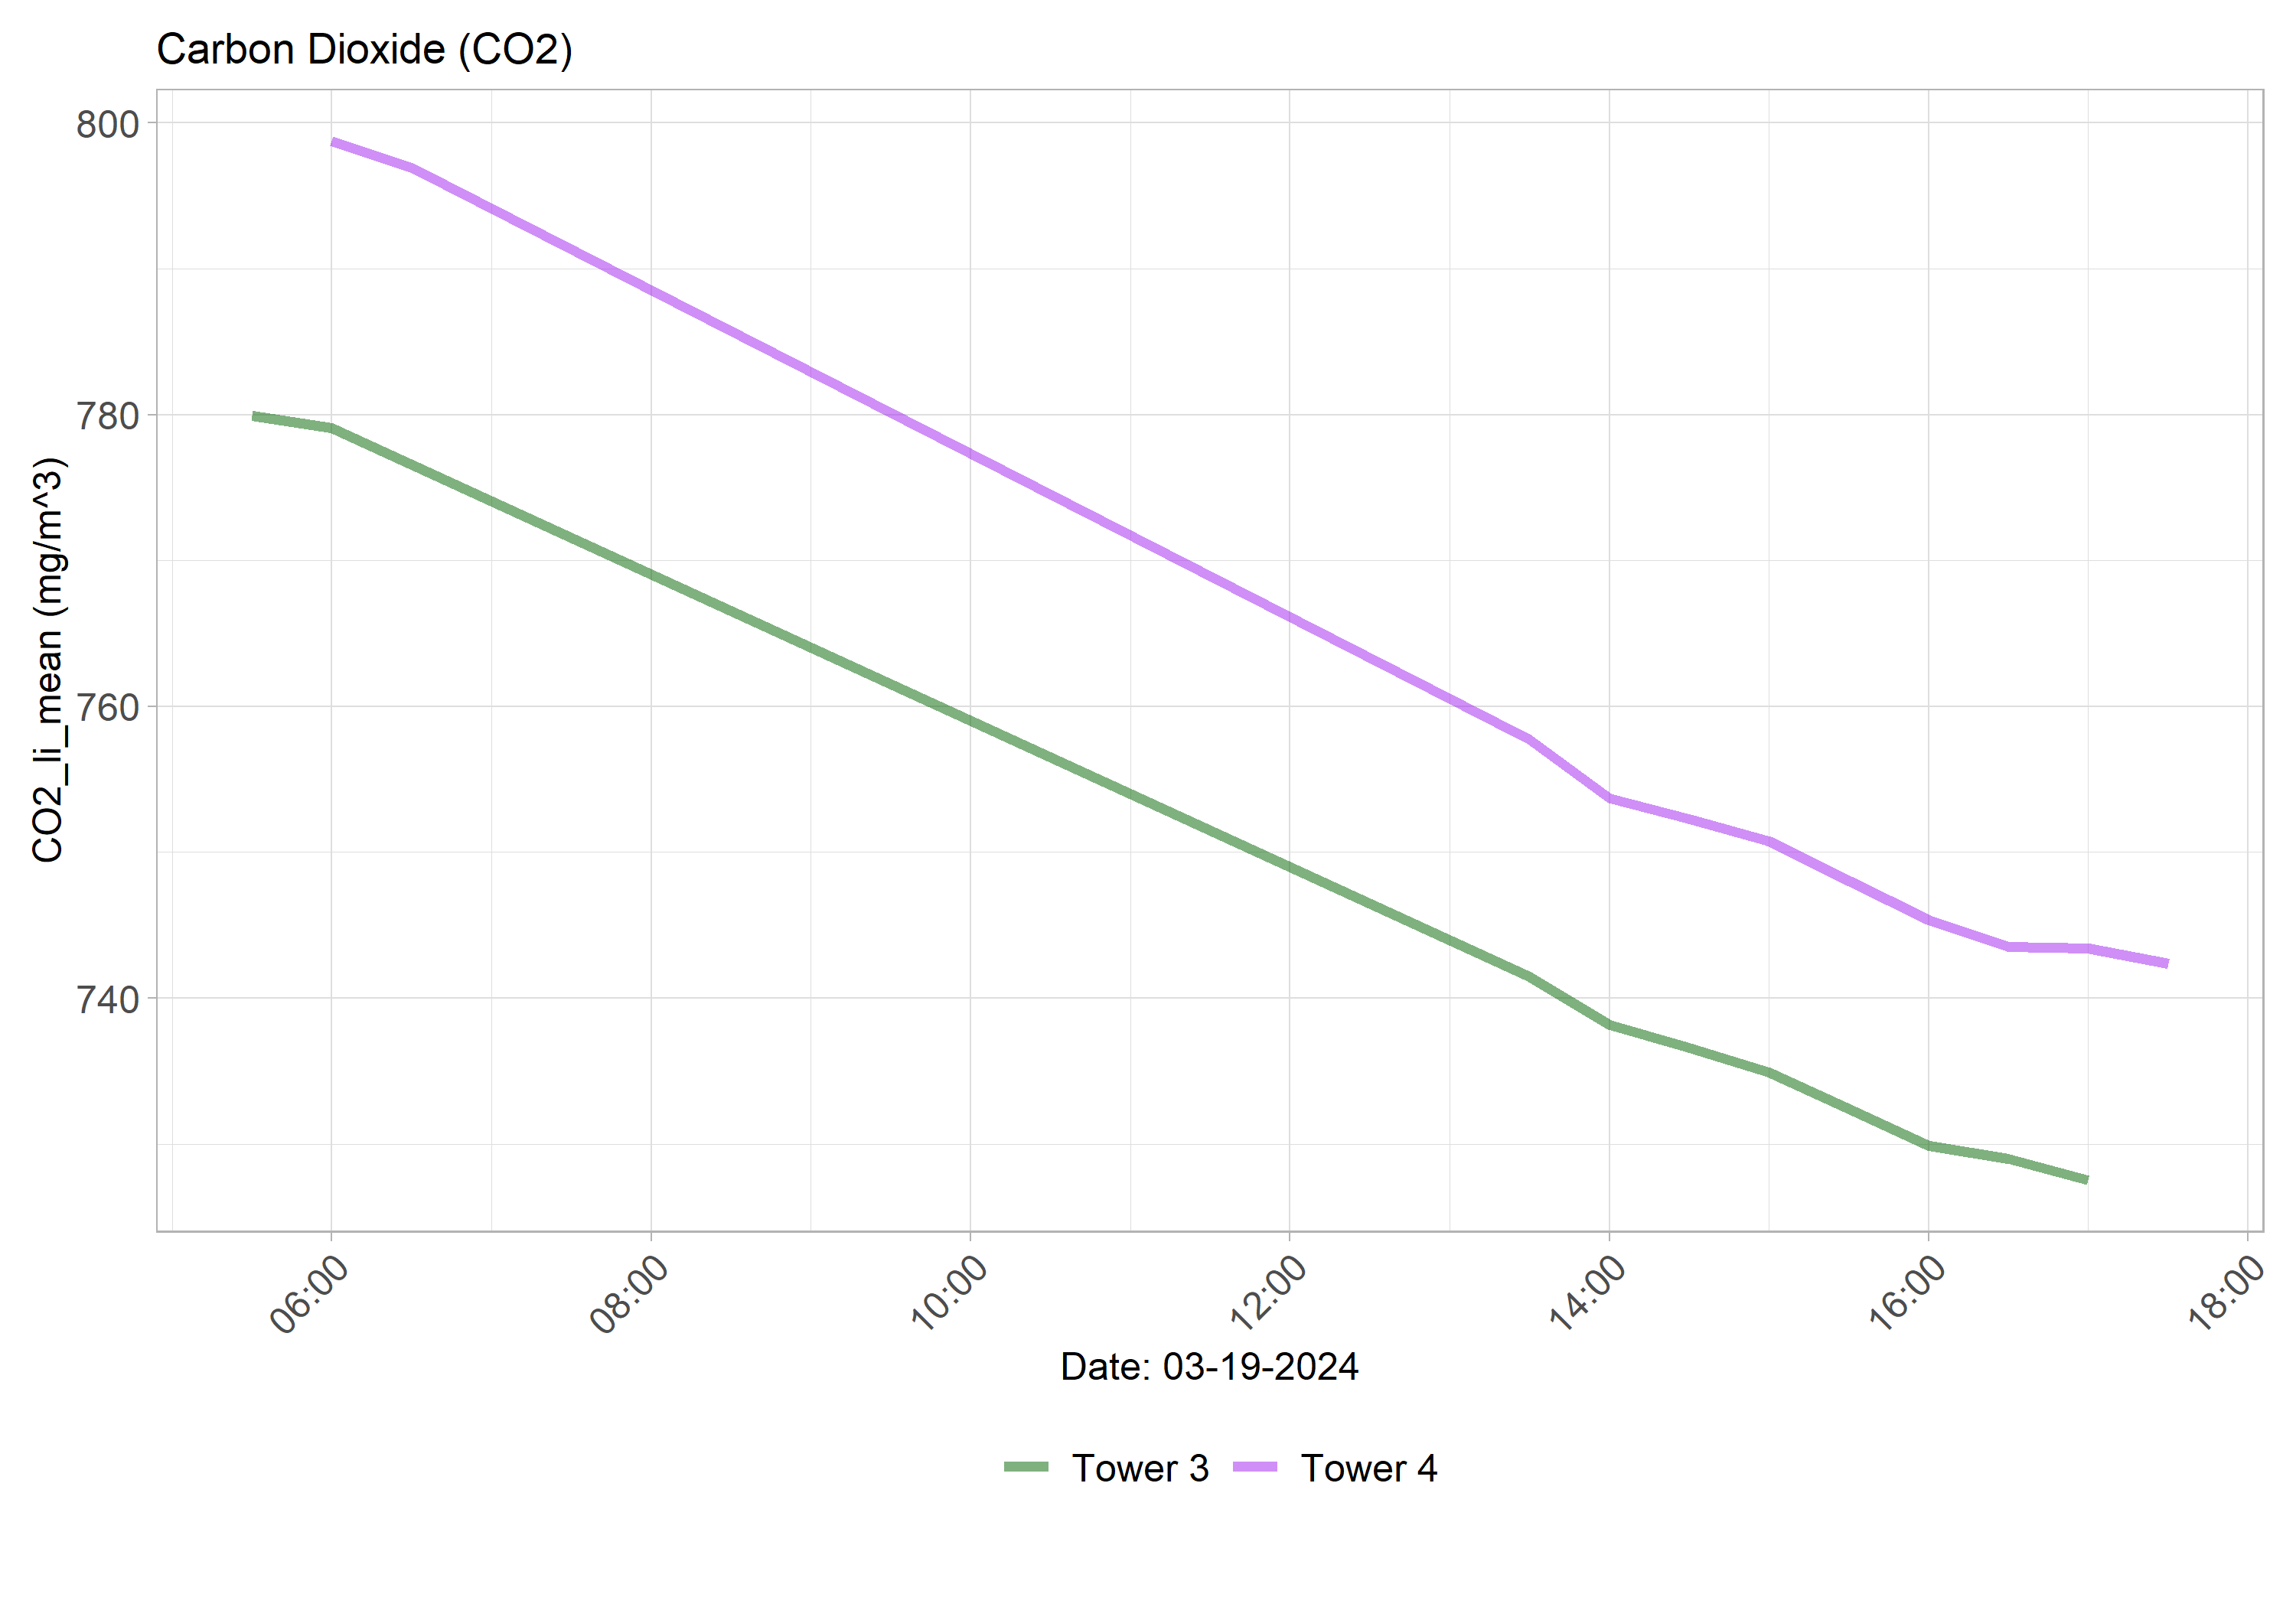 Carbon Dioxide (CO2)
800
780
760
740
CO2_li_mean (mg/m^3)
06:00
08:00
10:00
12:00
14:00
16:00
18:00
Date: 03-19-2024
Tower 3
Tower 4